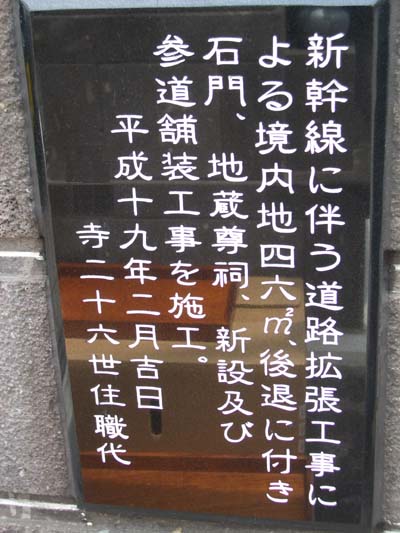 新幹線に伴う道路拡張工事に
よる境内地四六㎡、後退に付き
石門、地蔵尊祠、新設及び
参道舗装工事を施工。
平成十九年二月吉日
寺二十六世住職代